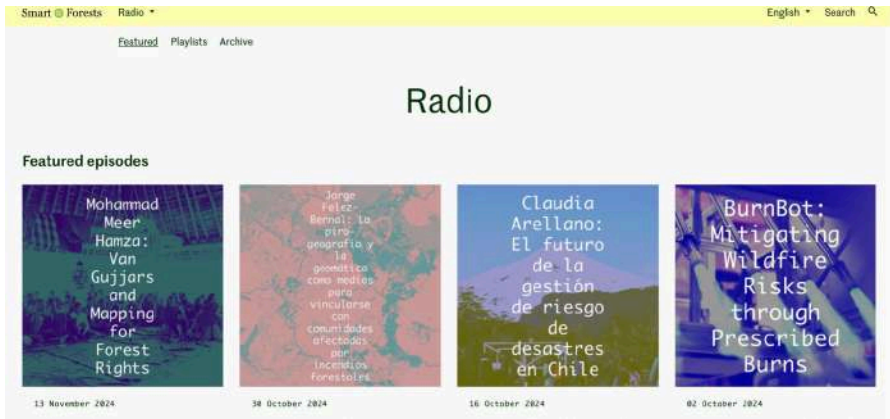 Smart Forests Radio English Search
Featured Playlists Archive
Radio
Featured episodes
Mohammad
Meer
Hamza:
Van
Gujjars
and
Mapping
for
Forest
Rights
13 November 2024
Jorge
Felez-
Bernal: La
piro-
geografía y
la
geomática
como medios
para
vincularse
con
comunidades
afectadas
por
incendios
forestales
30 October 2024
Claudia
Arellano:
El futuro
de la
gestión
de riesgo
de
desastres
en Chile
16 October 2024
BurnBot:
Mitigating
Wildfire
Risks
through
Prescribed
Burns
02 October 2024